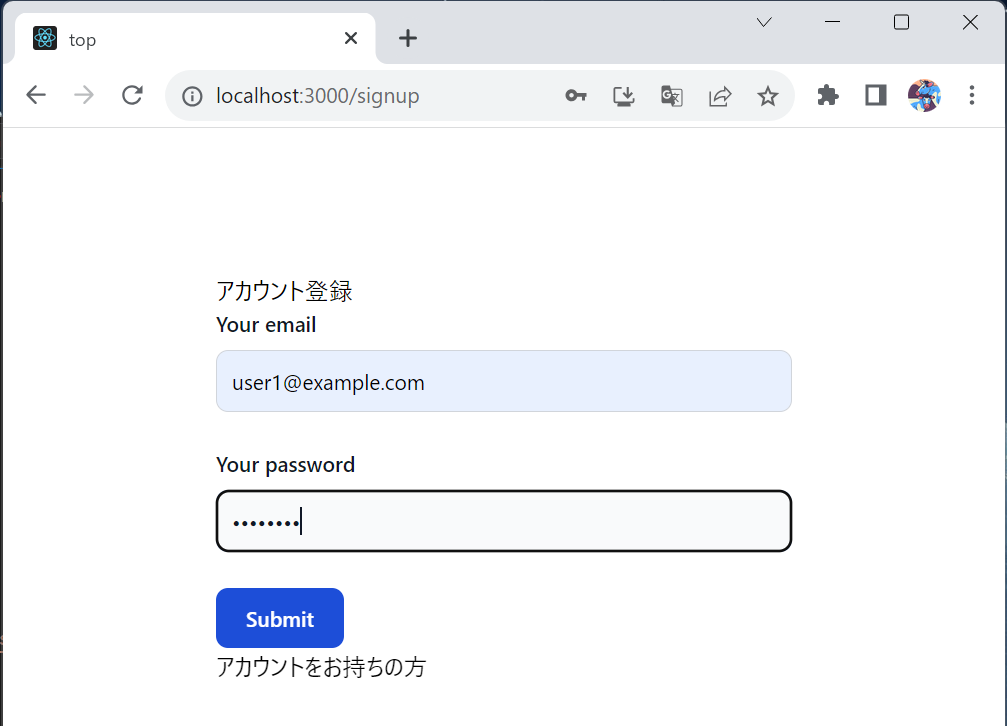 top
localhost:3000/signup
アカウント登録
Your email
user1@example.com
Your password
••••••••
Submit
アカウントをお持ちの方